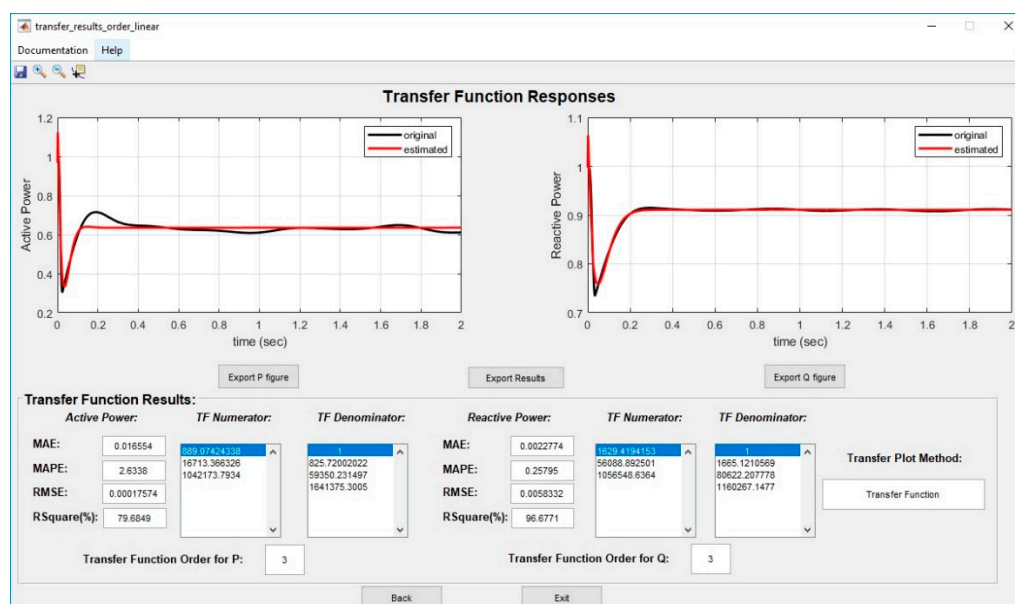 transfer_results_order_linear
Documentation Help
Transfer Function Responses
1.2
1
0.8
0.6
0.4
0.2
Active Power
original
estimated
0 0.2 0.4 0.6 0.8 1 1.2 1.4 1.6 1.8 2
time (sec)
1.1
1
0.9
0.8
0.7
Reactive Power
original
estimated
0 0.2 0.4 0.6 0.8 1 1.2 1.4 1.6 1.8 2
time (sec)
Export P figure Export Results Export Q figure
Transfer Function Results:
Active Power: TF Numerator: TF Denominator: Reactive Power: TF Numerator: TF Denominator:
MAE: 0.016554
MAPE: 2.6338
RMSE: 0.00017574
RSquare(%): 79.6849
889.07424338
16713.366326
1042173.7934
1
825.72002022
59350.231497
1641375.3005
MAE: 0.0022774
MAPE: 0.25795
RMSE: 0.0058332
RSquare(%): 96.6771
1629.4194153
56088.892501
1056548.6364
1
1665.1210569
80622.207778
1160267.1477
Transfer Plot Method:
Transfer Function
Transfer Function Order for P: 3
Transfer Function Order for Q: 3
Back Exit